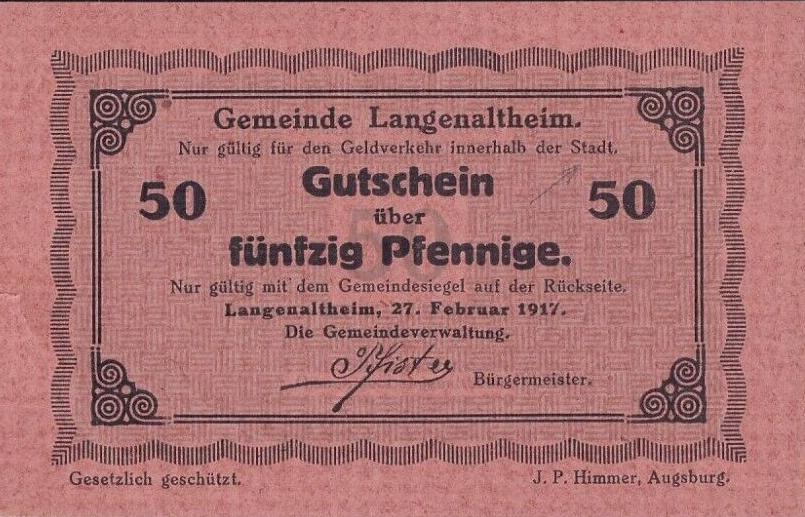 Gemeinde Langenaltheim.
Nur gültig für den Geldverkehr innerhalb der Stadt.
Gutschein
50 über 50
fünfzig Pfennige.
Nur gültig mit dem Gemeindesiegel auf der Rückseite.
Langenaltheim, 27. Februar 1917.
Die Gemeindeverwaltung.
Pfister
Bürgermeister.
Gesetzlich geschützt. J. P. Himmer, Augsburg.